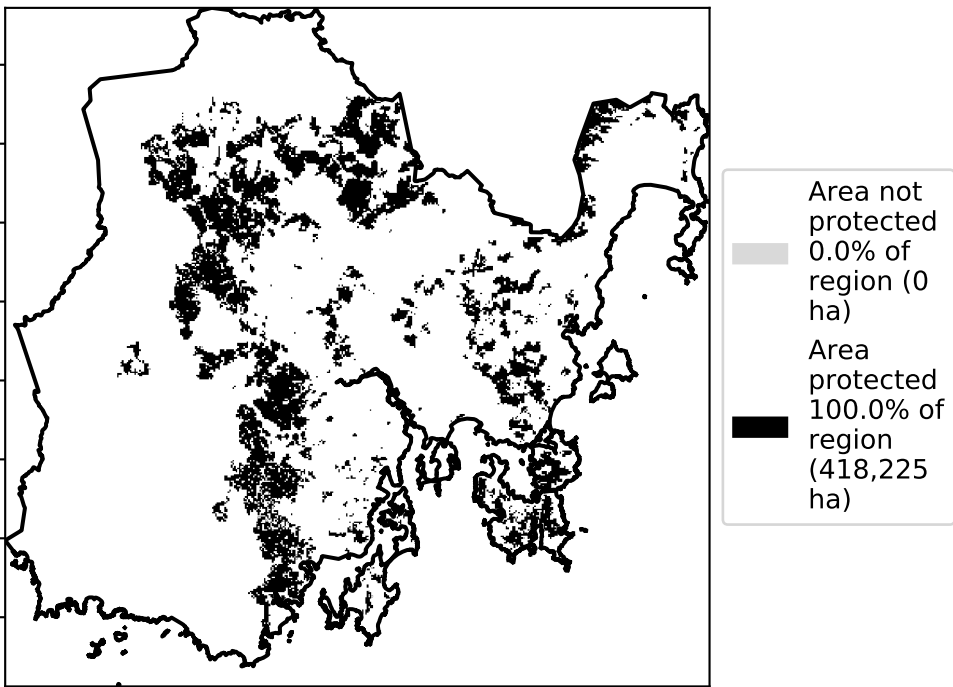 Area not
protected
0.0% of
region (0
ha)
Area
protected
100.0% of
region
(418,225
ha)